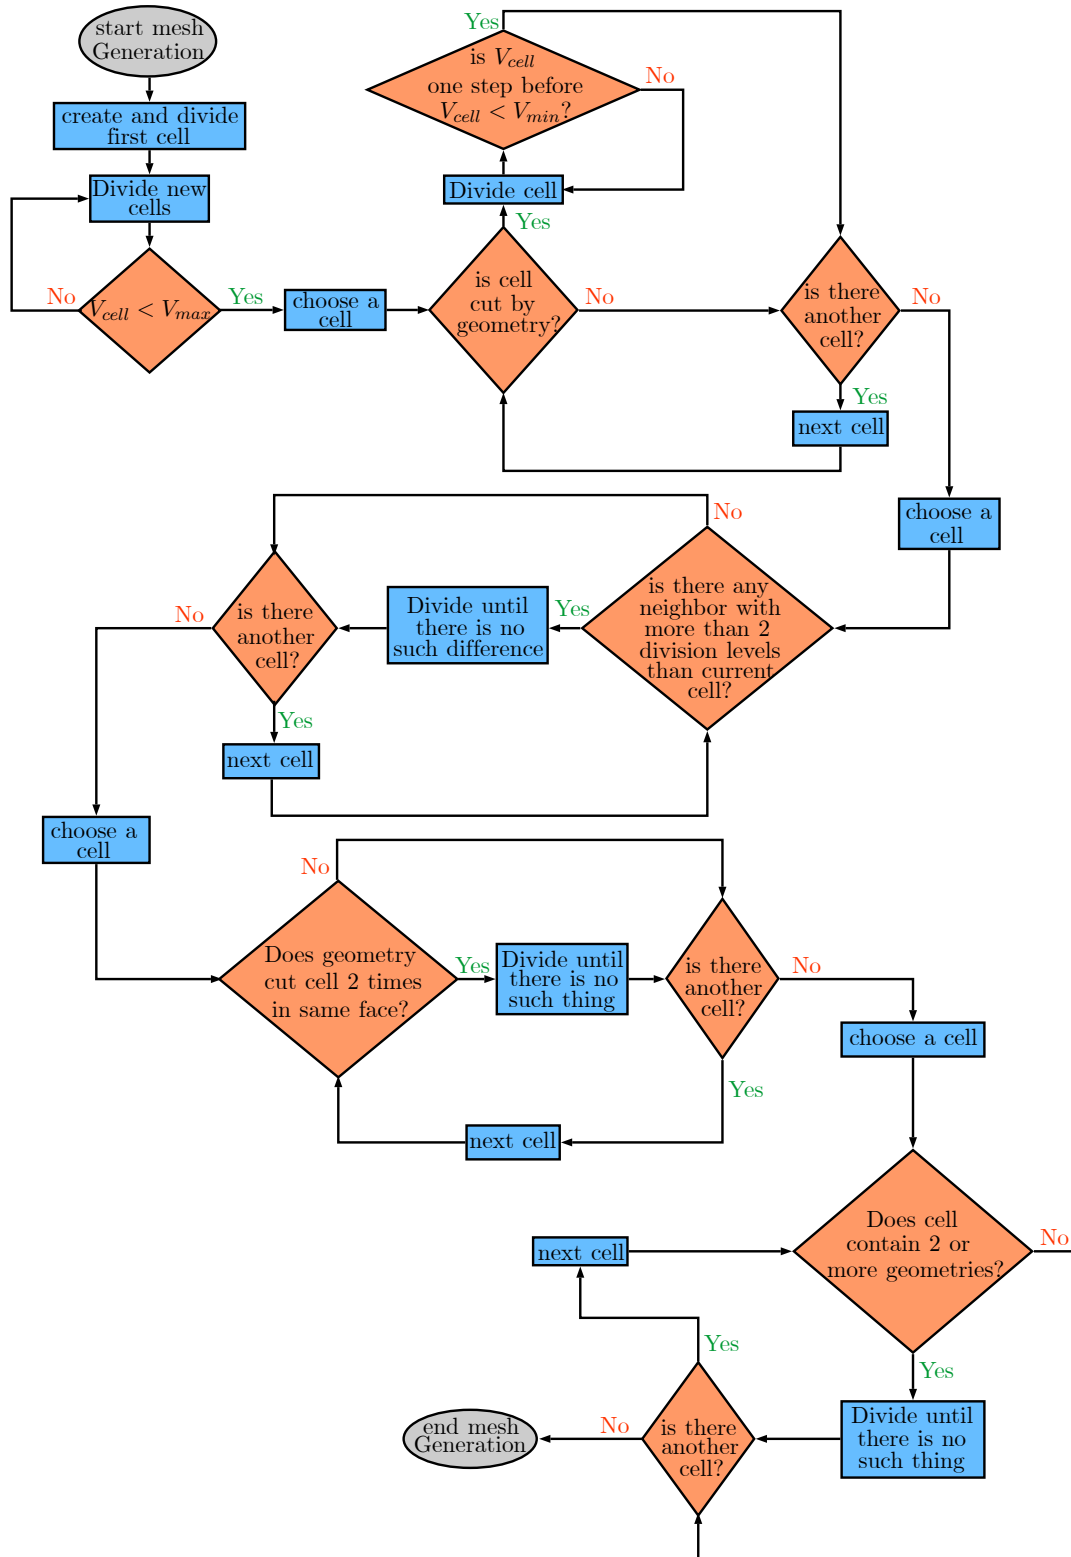 start mesh
Generation
create and divide
first cell
Divide new
cells
V_cell < V_max
No
Yes
choose a
cell
is cell
cut by
geometry?
Yes
No
Divide cell
is V_cell
one step before
V_cell < V_min?
Yes
No
is there
another
cell?
No
Yes
next cell
choose a
cell
is there any
neighbor with
more than 2
division levels
than current
cell?
No
Yes
Divide until
there is no
such difference
is there
another
cell?
No
Yes
next cell
choose a
cell
Does geometry
cut cell 2 times
in same face?
No
Yes
Divide until
there is no
such thing
is there
another
cell?
No
Yes
next cell
choose a cell
Does cell
contain 2 or
more geometries?
No
Yes
Divide until
there is no
such thing
is there
another
cell?
Yes
next cell
No
end mesh
Generation